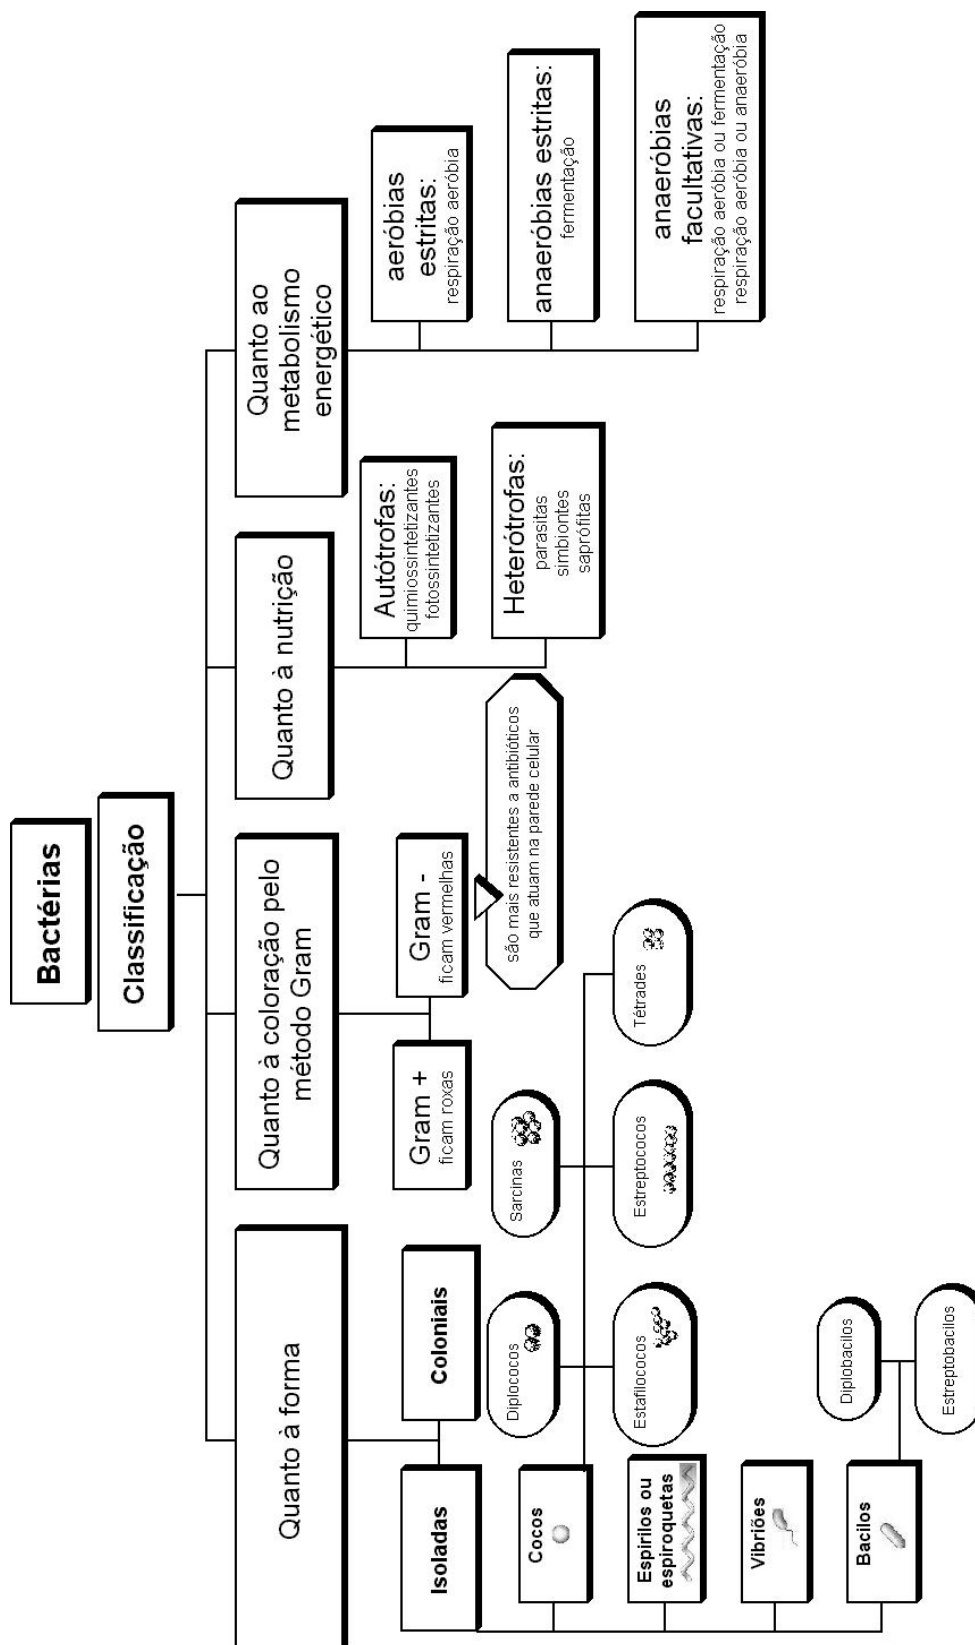 Bactérias
Classificação
Quanto à forma
Isoladas
Coloniais
Cocos
Diplococos
Sarcinas
Estafilococos
Estreptococos
Tétrades
Espirilos ou
espiroquetas
Vibriões
Bacilos
Diplobacilos
Estreptobacilos
Quanto à coloração pelo
método Gram
Gram +
ficam roxas
Gram -
ficam vermelhas
são mais resistentes a antibióticos
que atuam na parede celular
Quanto à nutrição
Autótrofas:
quimiossintetizantes
fotossintetizantes
Heterótrofas:
parasitas
simbiontes
saprófitas
Quanto ao
metabolismo
energético
aeróbias
estritas:
respiração aeróbia
anaeróbias estritas:
fermentação
anaeróbias
facultativas:
respiração aeróbia ou fermentação
respiração aeróbia ou anaeróbia